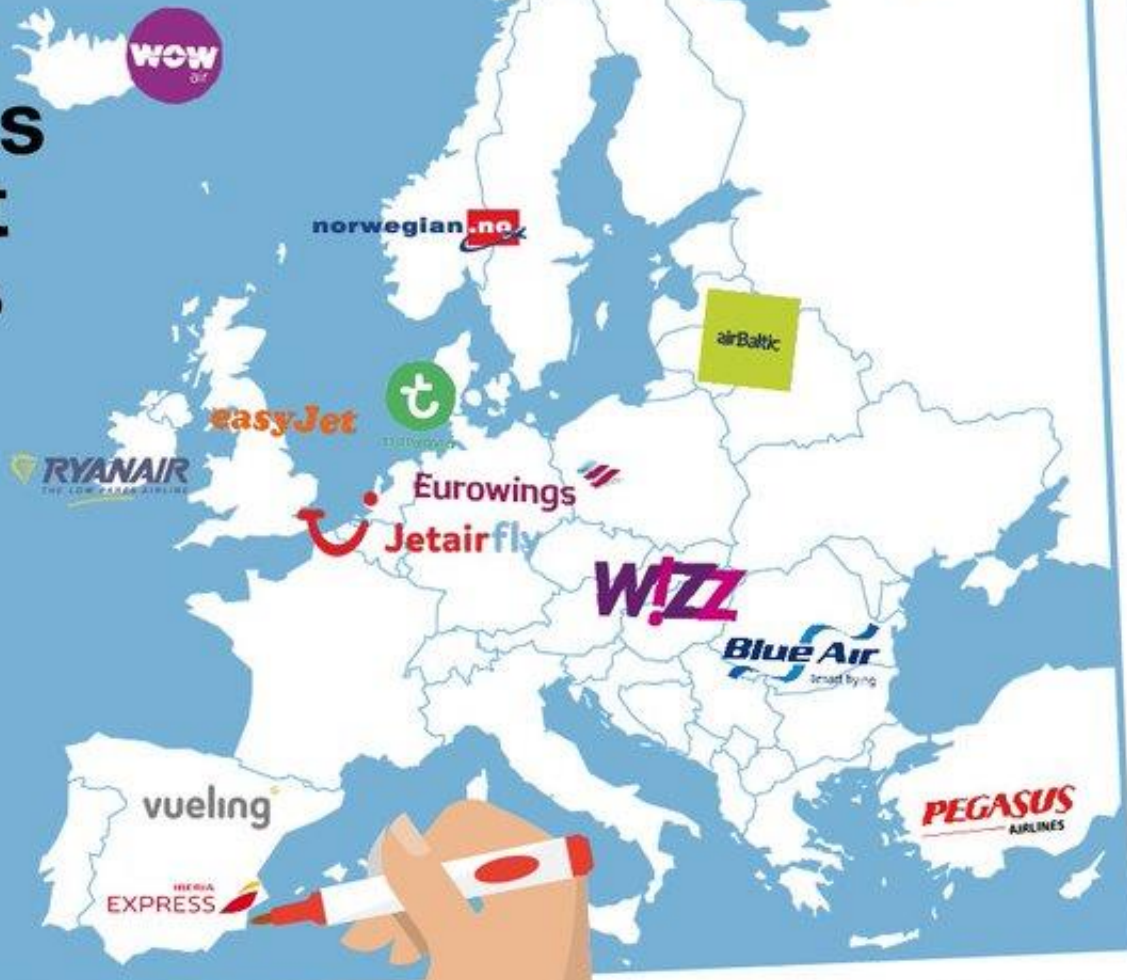 WOW
air
s
t
s
norwegian.no
airBaltic
t
easyJet
RYANAIR
THE LOW FARES AIRLINE
Eurowings
Jetairfly
W!ZZ
Blue Air
vueling
PEGASUS
AIRLINES
IBERIA
EXPRESS